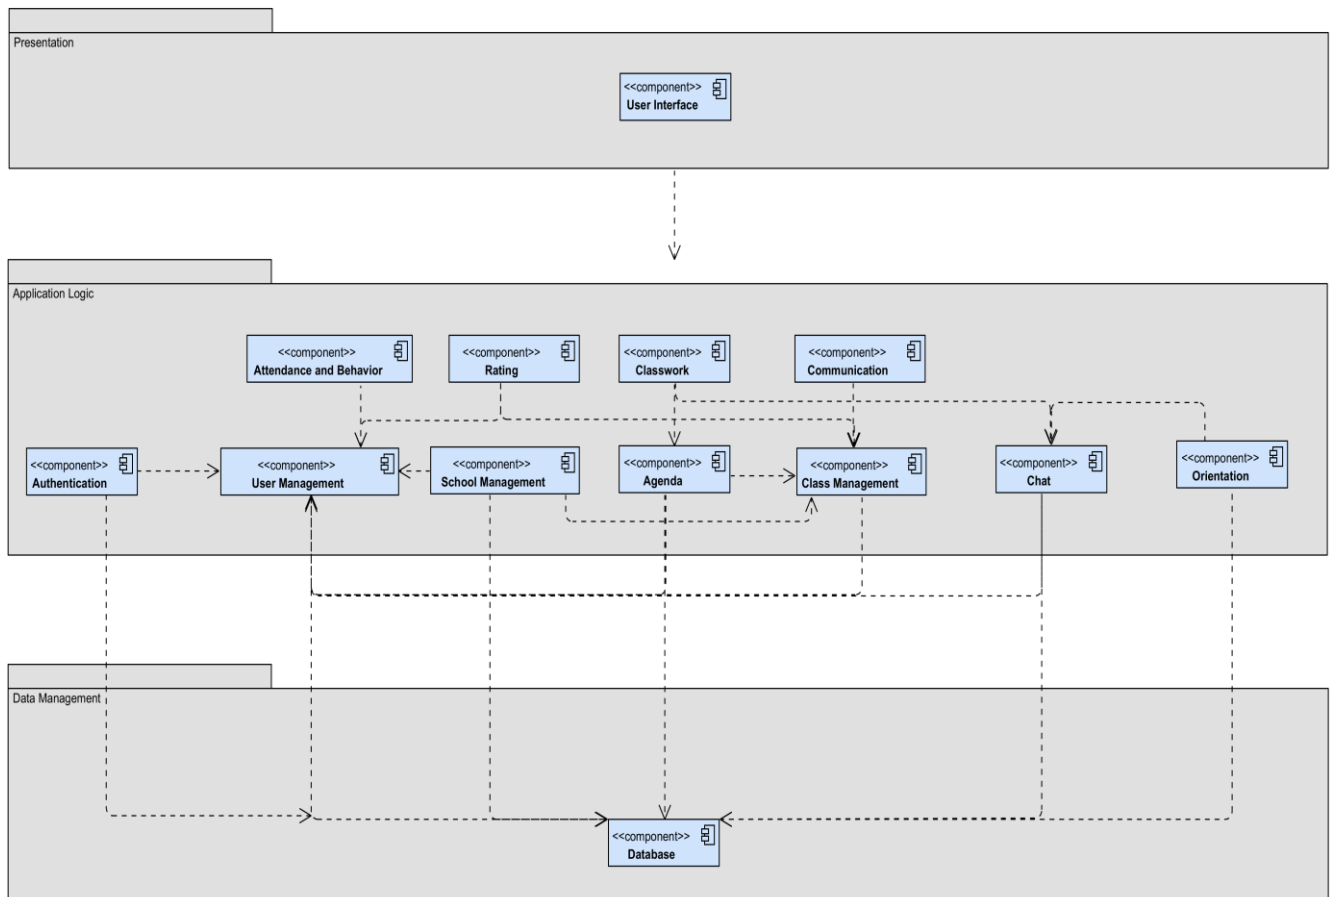 Presentation
<<component>>
User Interface
Application Logic
<<component>>
Attendance and Behavior
<<component>>
Rating
<<component>>
Classwork
<<component>>
Communication
<<component>>
Authentication
<<component>>
User Management
<<component>>
School Management
<<component>>
Agenda
<<component>>
Class Management
<<component>>
Chat
<<component>>
Orientation
Data Management
<<component>>
Database